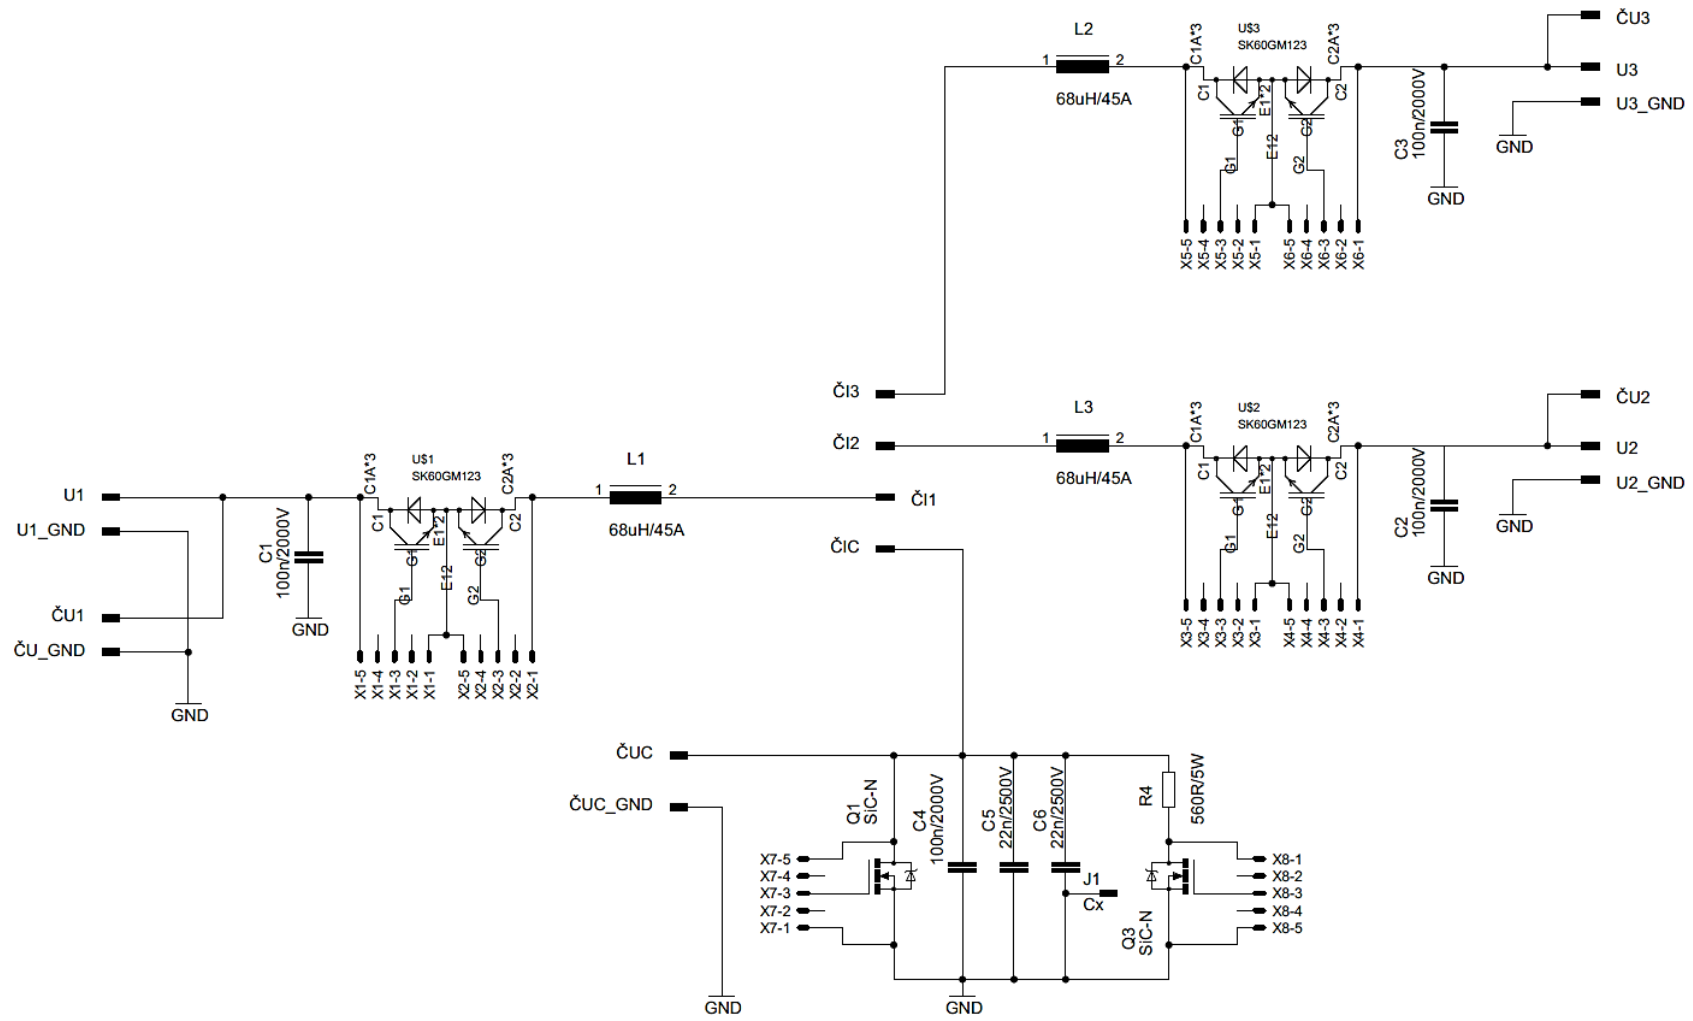 ČU3
U3
U3_GND
GND
L2
1
2
68uH/45A
U$3
SK60GM123
C1A*3
C2A*3
C1
C2
E1*2
G1
G2
G1
E12
G2
C3
100n/2000V
GND
X5-5
X5-4
X5-3
X5-2
X5-1
X6-5
X6-4
X6-3
X6-2
X6-1
ČI3
ČI2
ČI1
ČIC
L3
1
2
68uH/45A
U$2
SK60GM123
C1A*3
C2A*3
C1
C2
E1*2
G1
G2
G1
E12
G2
ČU2
U2
U2_GND
GND
C2
100n/2000V
GND
X3-5
X3-4
X3-3
X3-2
X3-1
X4-5
X4-4
X4-3
X4-2
X4-1
U1
U1_GND
ČU1
ČU_GND
GND
C1
100n/2000V
GND
U$1
SK60GM123
C1A*3
C2A*3
C1
C2
E1*2
G1
G2
G1
E12
G2
X1-5
X1-4
X1-3
X1-2
X1-1
X2-5
X2-4
X2-3
X2-2
X2-1
L1
1
2
68uH/45A
ČUC
ČUC_GND
GND
Q1
SiC-N
X7-5
X7-4
X7-3
X7-2
X7-1
C4
100n/2000V
C5
22n/2500V
C6
22n/2500V
J1
Cx
R4
560R/5W
Q3
SiC-N
X8-1
X8-2
X8-3
X8-4
X8-5
GND